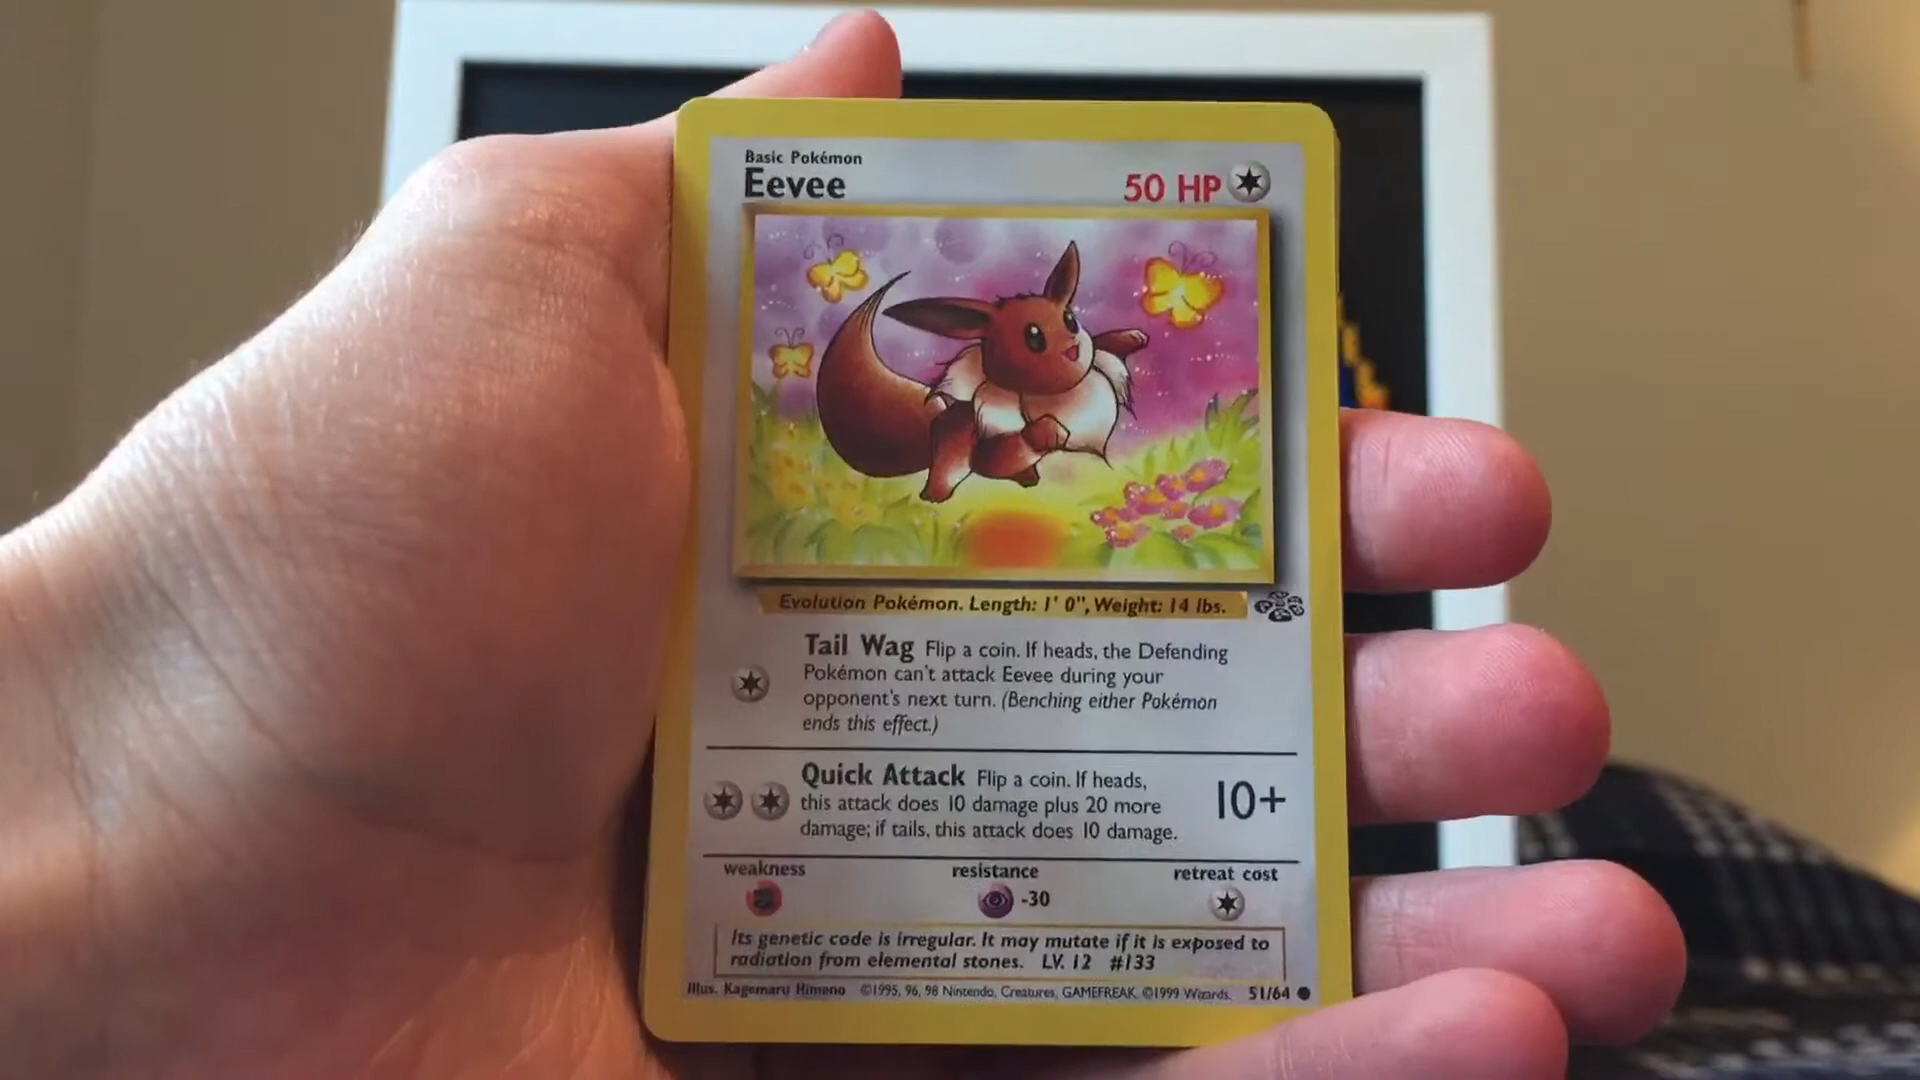 Basic Pokémon
Eevee
50 HP
Evolution Pokémon. Length: 1' 0", Weight: 14 lbs.
Tail Wag Flip a coin. If heads, the Defending
Pokémon can't attack Eevee during your
opponent's next turn. (Benching either Pokémon
ends this effect.)
Quick Attack Flip a coin. If heads,
this attack does 10 damage plus 20 more
damage; if tails, this attack does 10 damage.
10+
weakness
resistance
retreat cost
-30
Its genetic code is irregular. It may mutate if it is exposed to
radiation from elemental stones. LV. 12 #133
Illus. Kagemaru Himeno ©1995, 96, 98 Nintendo, Creatures, GAMEFREAK ©1999 Wizards. 51/64